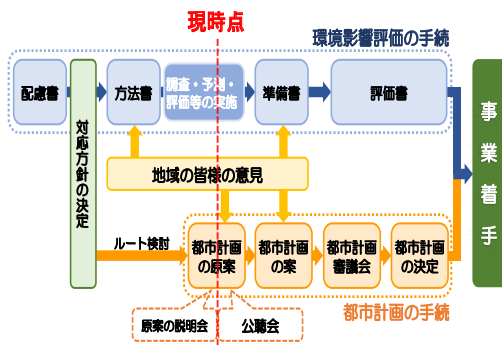 現時点
環境影響評価の手続
配慮書
対応方針の決定
方法書
調査・予測・
評価等の実施
準備書
評価書
事業着手
地域の皆様の意見
ルート検討
都市計画
の原案
都市計画
の案
都市計画
審議会
都市計画
の決定
都市計画の手続
原案の説明会
公聴会